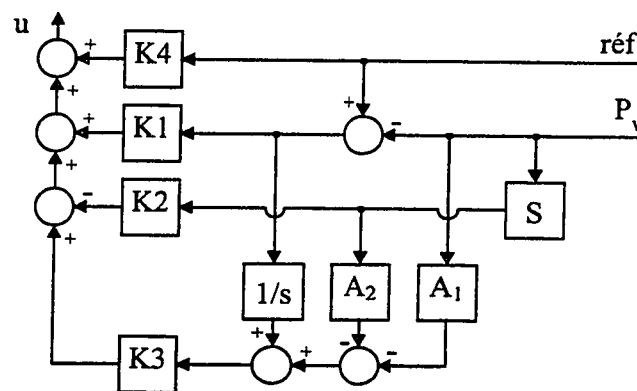 u
+ K4 réf
+
+
+ K1 - P
+
- K2
+
S
1/s A₂ A₁
+ - 
K3 + -